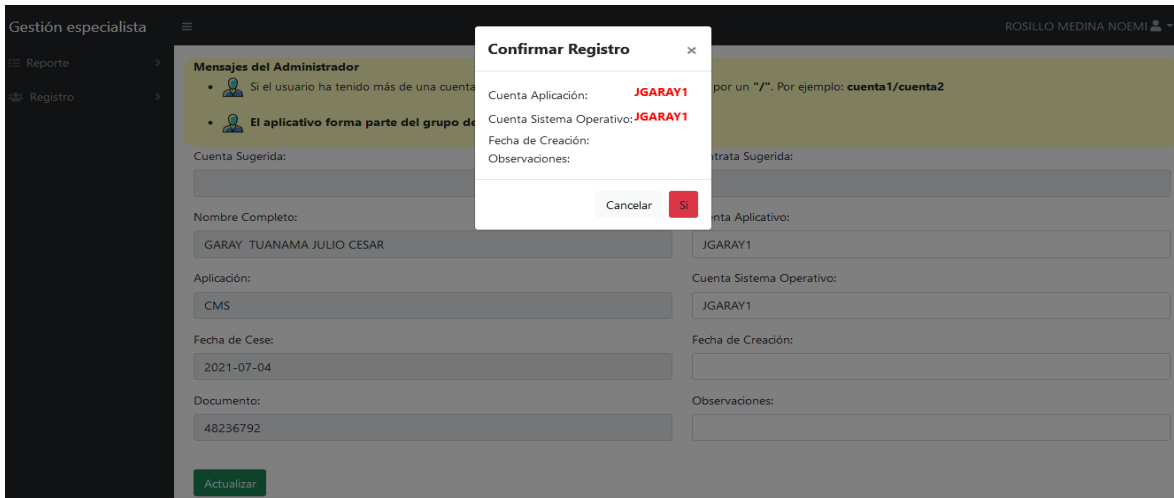 Gestión especialista
ROSILLO MEDINA NOEMI
Reporte
Registro
Mensajes del Administrador
Si el usuario ha tenido más de una cuenta
por un "/". Por ejemplo: cuenta1/cuenta2
El aplicativo forma parte del grupo de
Confirmar Registro
×
Cuenta Aplicación: JGARAY1
Cuenta Sistema Operativo: JGARAY1
Fecha de Creación:
Observaciones:
Cancelar
Si
Cuenta Sugerida:
Sugerida:
Nombre Completo:
GARAY TUANAMA JULIO CESAR
Aplicativo:
JGARAY1
Aplicación:
CMS
Cuenta Sistema Operativo:
JGARAY1
Fecha de Cese:
2021-07-04
Fecha de Creación:
Documento:
48236792
Observaciones:
Actualizar